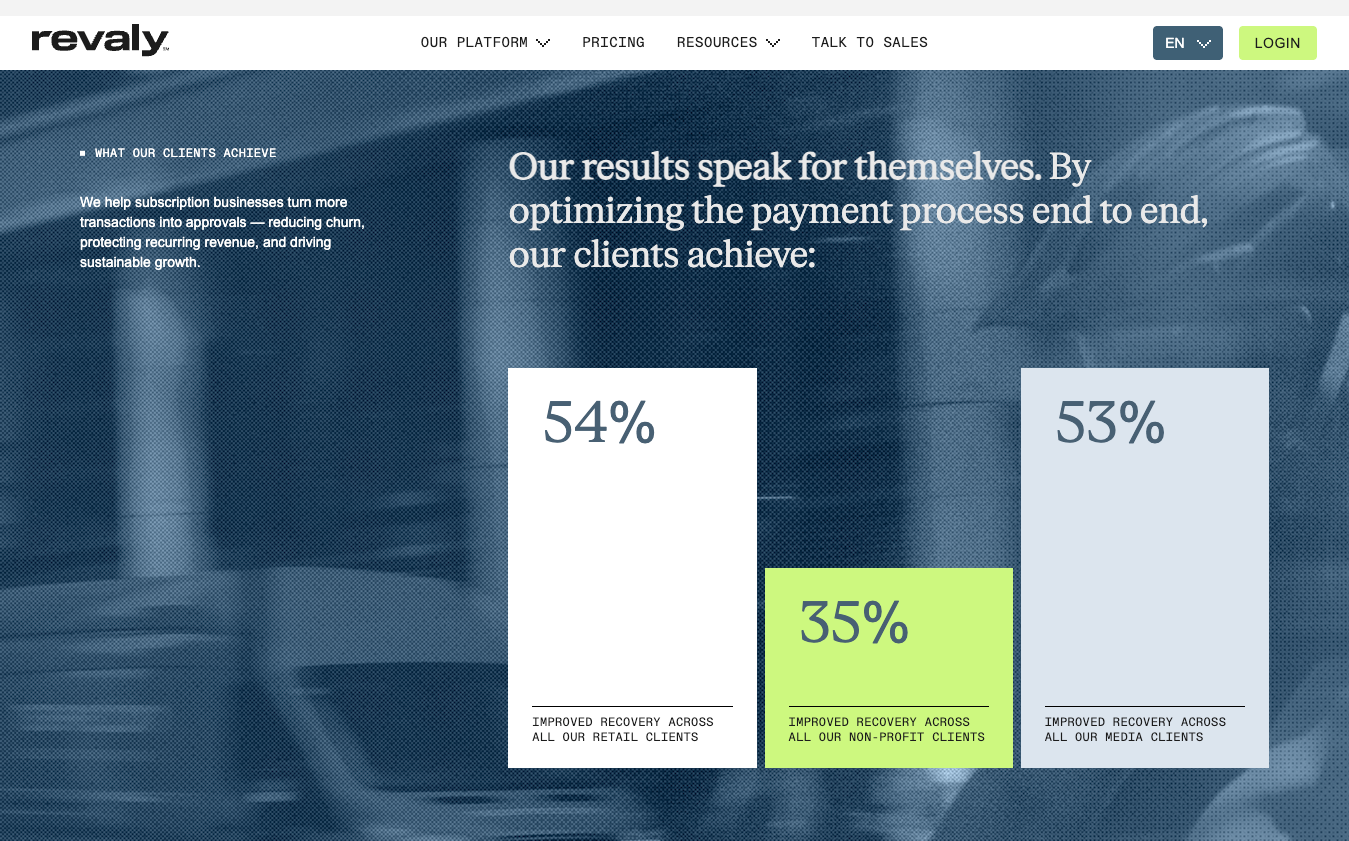 revaly SM
OUR PLATFORM
PRICING
RESOURCES
TALK TO SALES
EN
LOGIN
WHAT OUR CLIENTS ACHIEVE
We help subscription businesses turn more
transactions into approvals — reducing churn,
protecting recurring revenue, and driving
sustainable growth.
Our results speak for themselves. By
optimizing the payment process end to end,
our clients achieve:
54%
IMPROVED RECOVERY ACROSS
ALL OUR RETAIL CLIENTS
35%
IMPROVED RECOVERY ACROSS
ALL OUR NON-PROFIT CLIENTS
53%
IMPROVED RECOVERY ACROSS
ALL OUR MEDIA CLIENTS